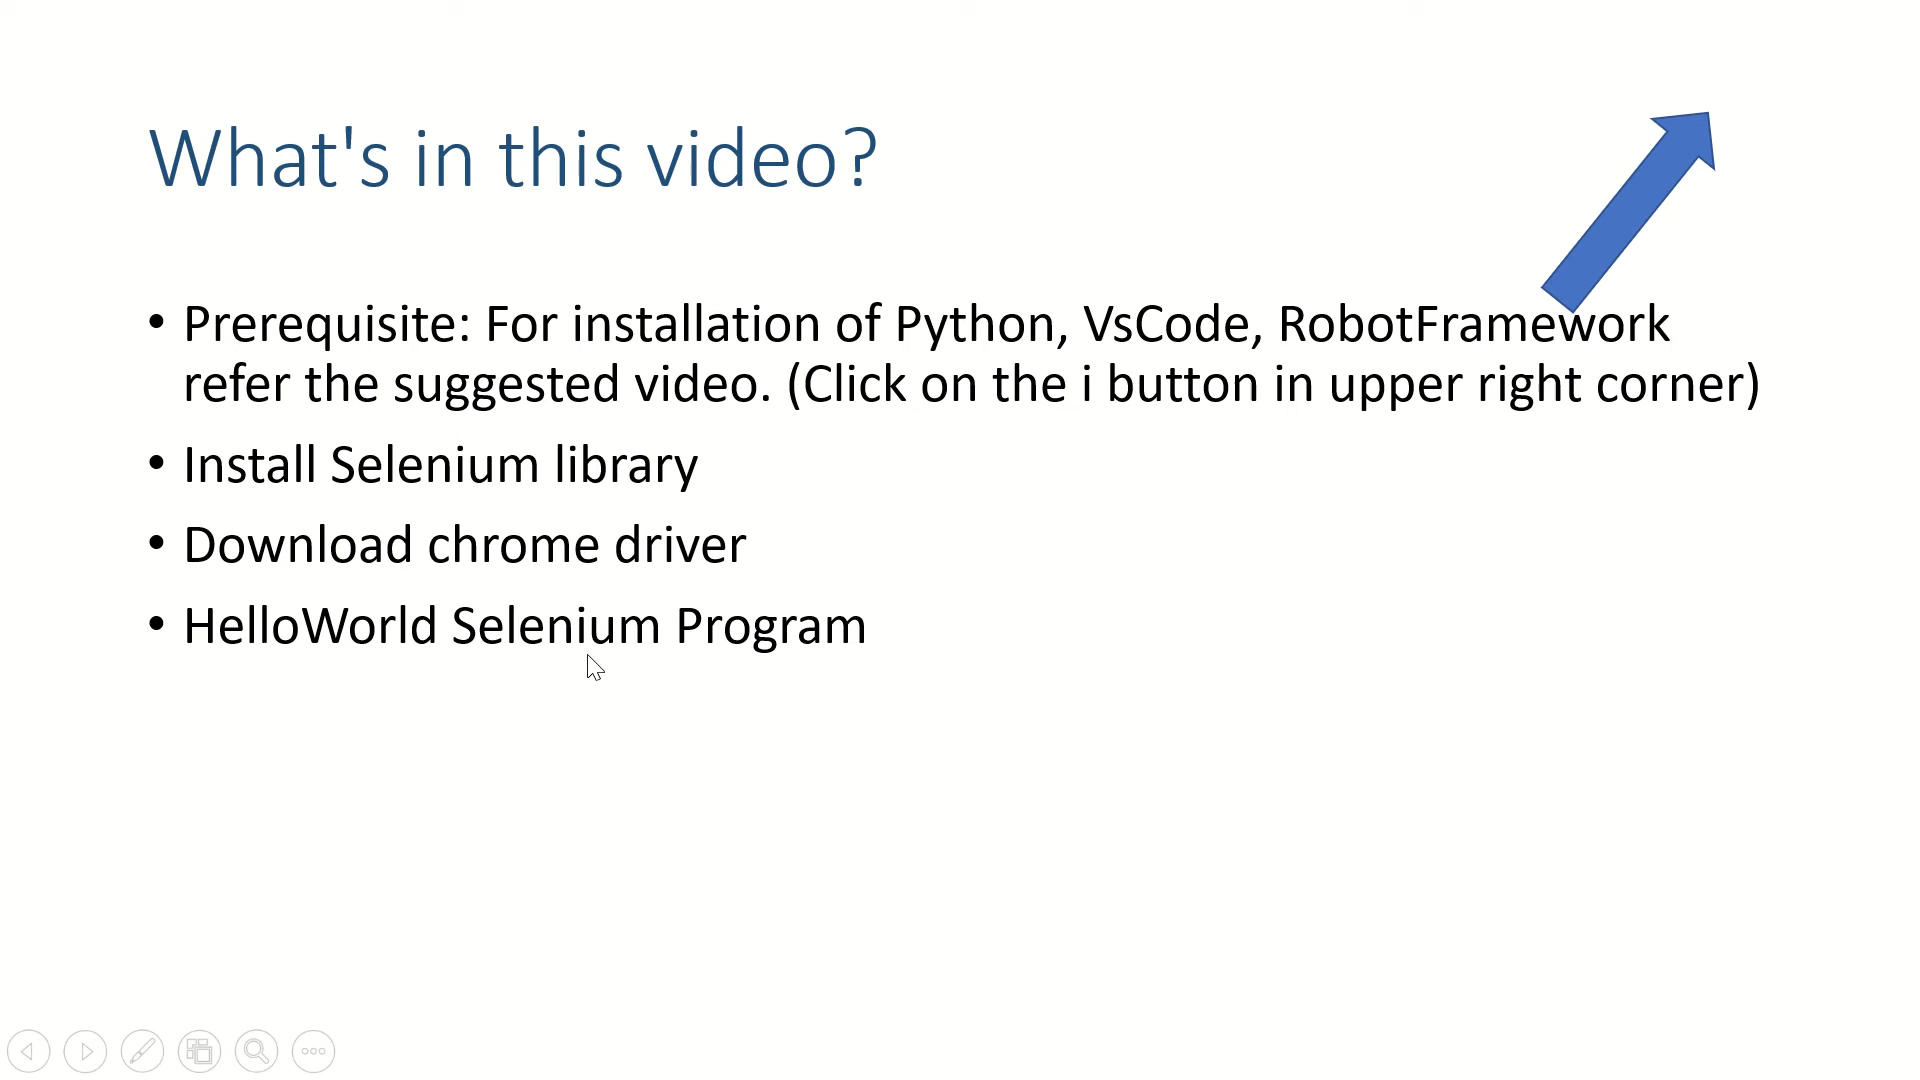 What's in this video?
• Prerequisite: For installation of Python, VsCode, RobotFramework
refer the suggested video. (Click on the i button in upper right corner)
• Install Selenium library
• Download chrome driver
• HelloWorld Selenium Program